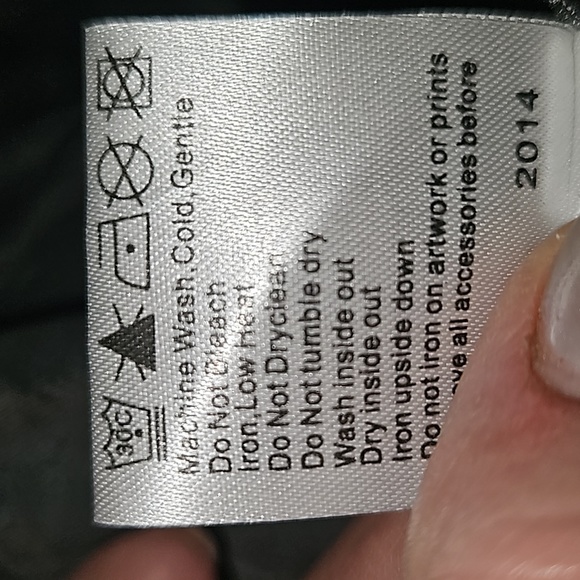 30C
Machine Wash.Cold.Gentle
Do Not Bleach
Iron.Low Heat
Do Not Dryclean
Do Not tumble dry
Wash inside out
Dry inside out
Iron upside down
Do not iron on artwork or prints
all accessories before
2014